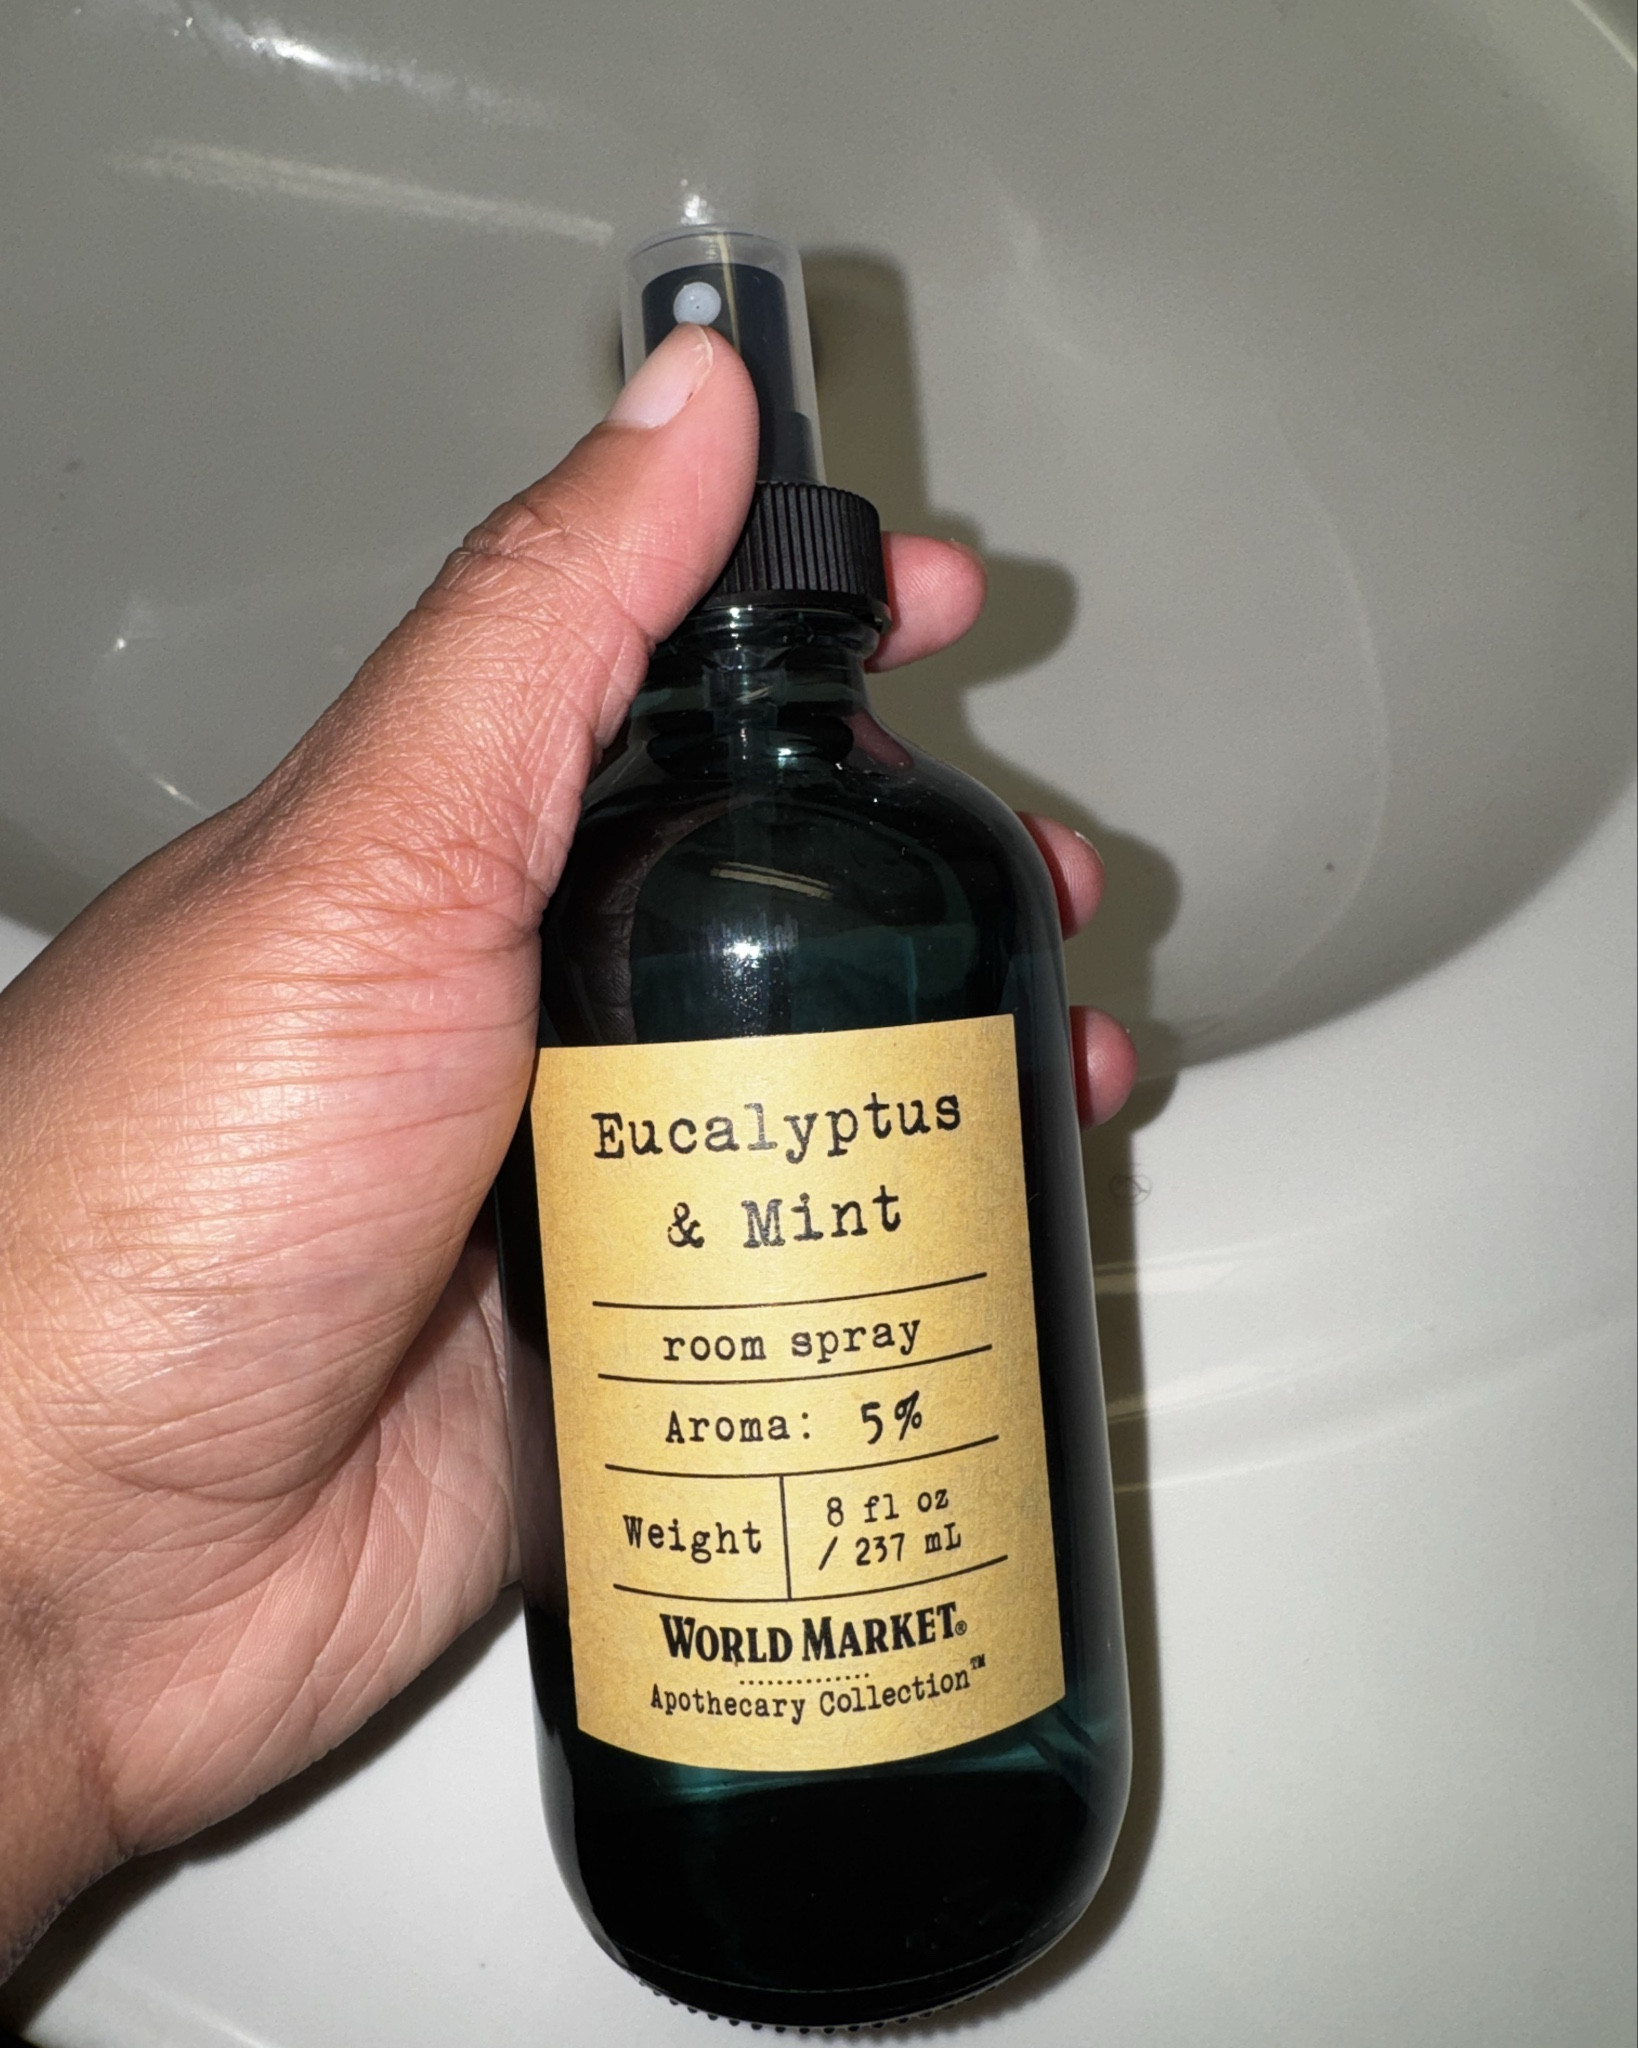 Eucalyptus
& Mint
room spray
Aroma: 5%
Weight
8 fl oz
/ 237 mL
WORLD MARKET®
Apothecary Collection™